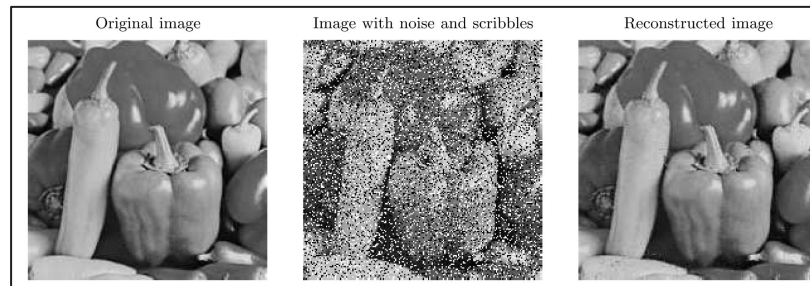 Original image
Image with noise and scribbles
Reconstructed image